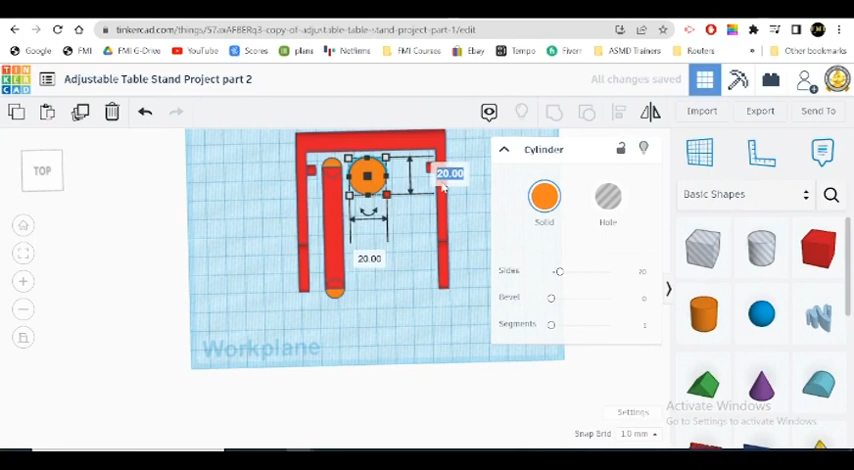 tinkercad.com/things/57axAFBERq3-copy-of-adjustable-table-stand-project-part-1/edit
Google
FMI
FMI G-Drive
YouTube
Scores
plans
Netfirms
FMI Courses
Ebay
Tempo
Fiverr
ASMD Trainers
Routers
»
Other bookmarks
TIN
KER
CAD
Adjustable Table Stand Project part 2
All changes saved
Import
Export
Send To
TOP
Cylinder
20.00
Solid
Hole
20.00
Sides
20
Bevel
0
Segments
1
Basic Shapes
Workplane
Settings
Snap Grid 1.0 mm
Activate Windows
Go to Settings to activate Windows.